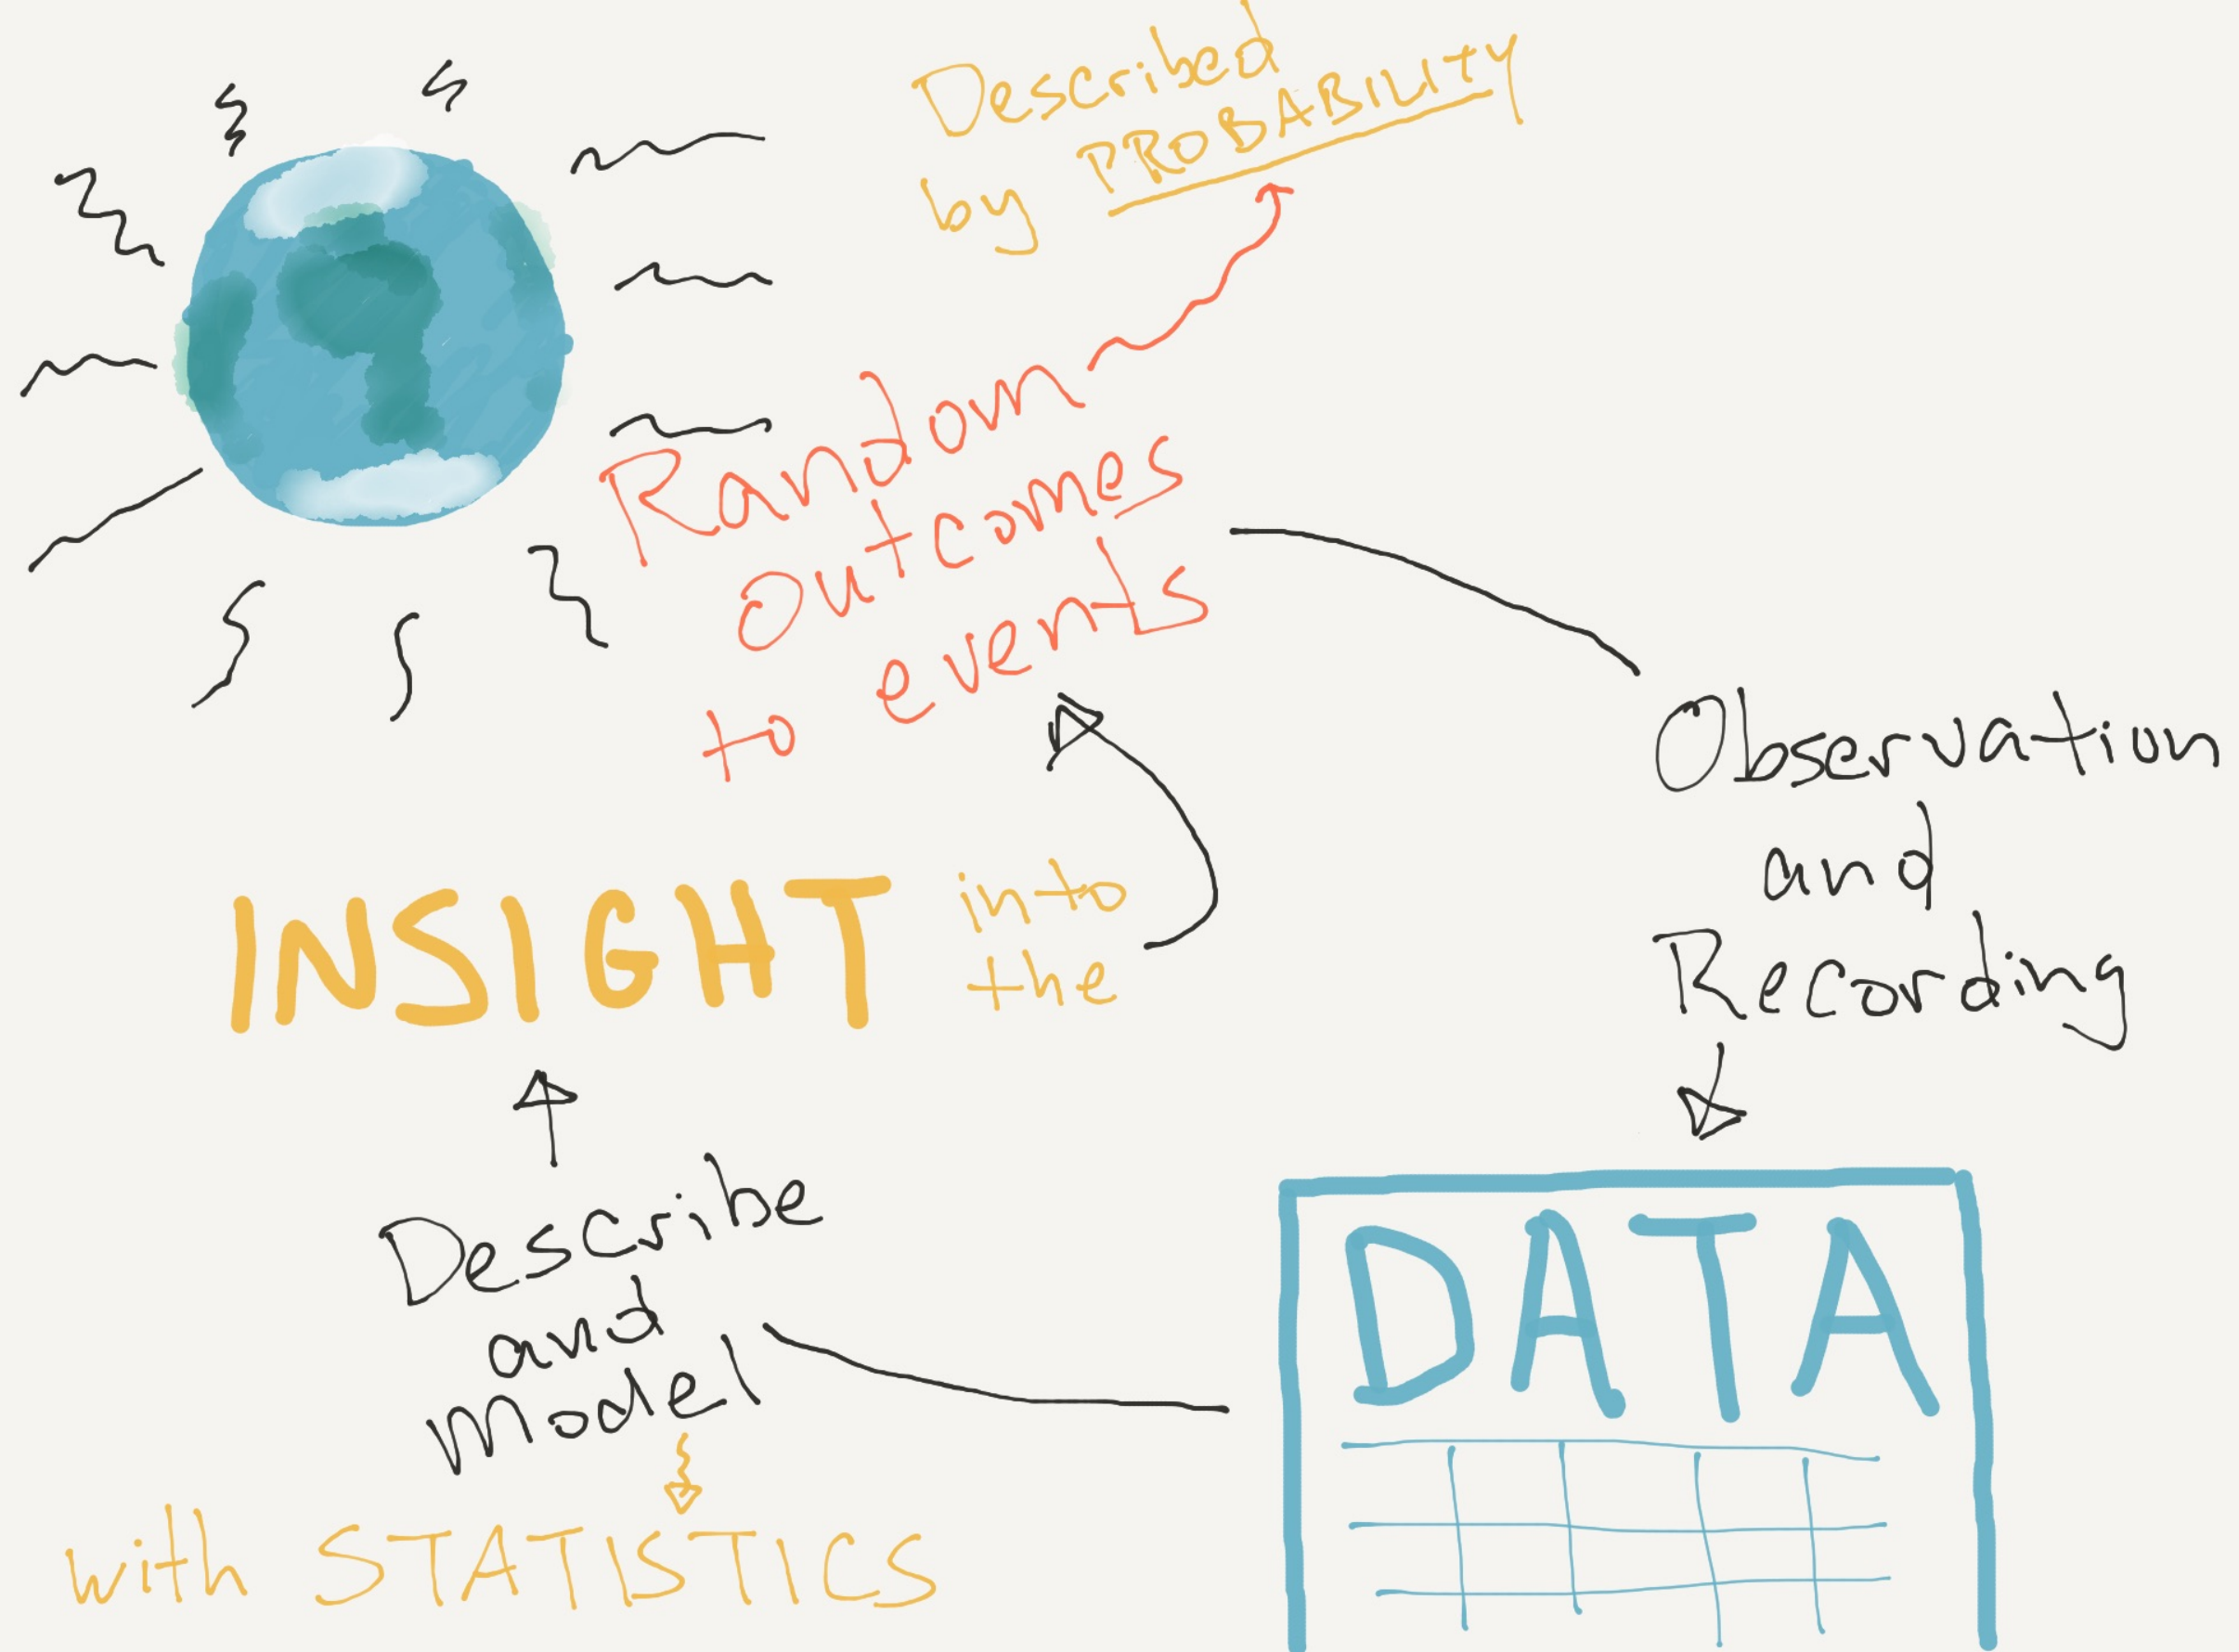 Described
by PROBABILITY
Random
outcomes
to events
Observation
and
Recording
DATA
Describe
and
Model
with STATISTICS
INSIGHT into
the